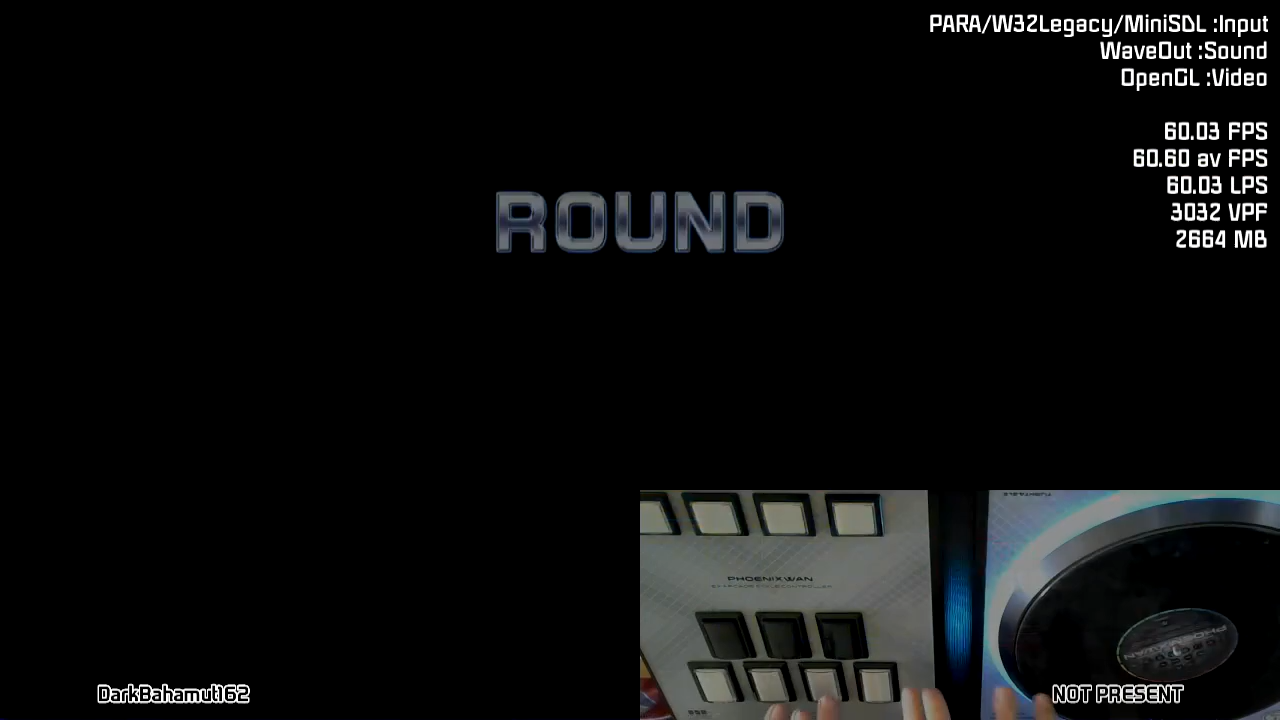 PARA/W32Legacy/MiniSDL :Input
WaveOut :Sound
OpenGL :Video
60.03 FPS
60.60 av FPS
60.03 LPS
3032 VPF
2664 MB
ROUND
PHOENIXWAN
DarkBahamut162
NOT PRESENT